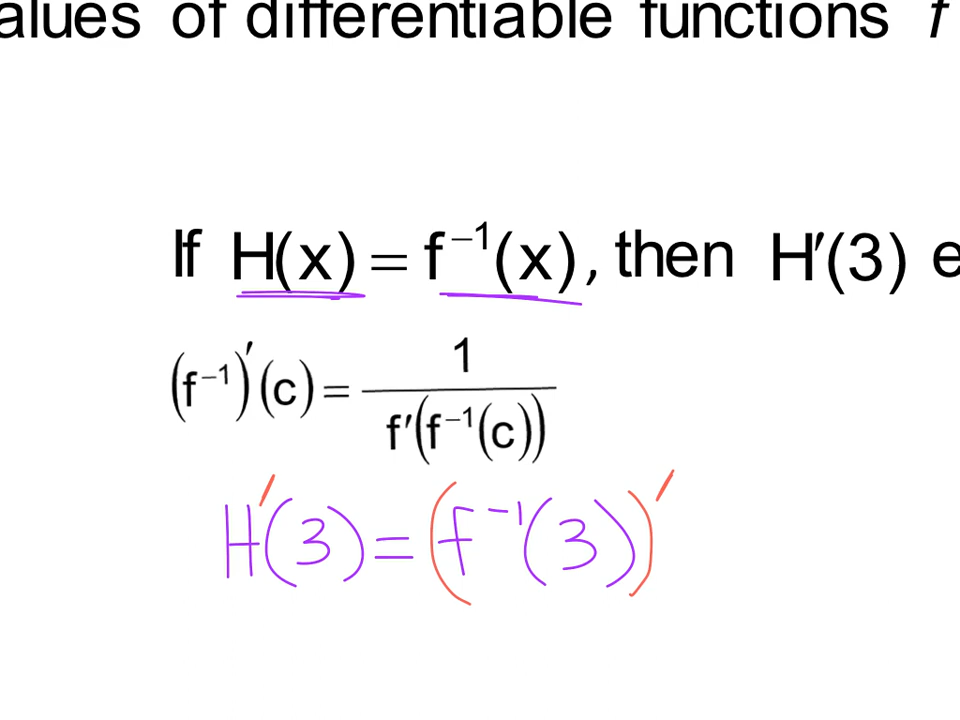 alues of differentiable functions f
If H(x) = f⁻¹(x), then H′(3) e
(f⁻¹)′(c) = 1 / f′(f⁻¹(c))
H′(3) = (f⁻¹(3))′